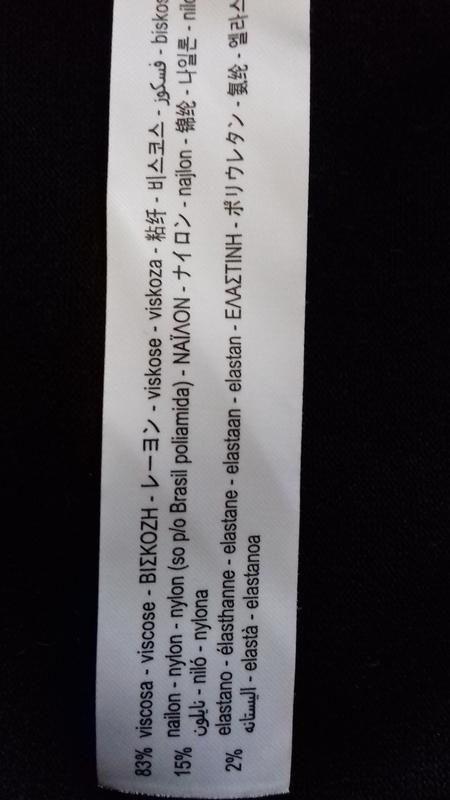 83% viscosa - viscose - ΒΙΣΚΟΖΗ - レーヨン - viskose - viskoza - 粘纤 - 비스코스 - فسكوز - biskos
15% nailon - nylon - nylon (so p/o Brasil poliamida) - ΝΑΪΛΟΝ - ナイロン - najlon - 锦纶 - 나일론 - nilo
نايلون - niló - nylona
2% elastano - élasthanne - elastane - elastaan - elastan - ΕΛΑΣΤΙΝΗ - ポリウレタン - 氨纶 - 엘라스
اليستانه - elastà - elastanoa